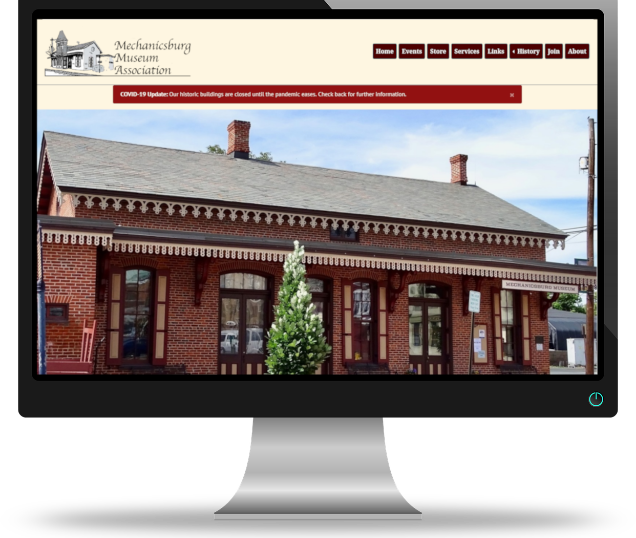 Mechanicsburg
Museum
Association
Home Events Store Services Links History Join About
COVID-19 Update: Our historic buildings are closed until the pandemic eases. Check back for further information. ×
MECHANICSBURG MUSEUM